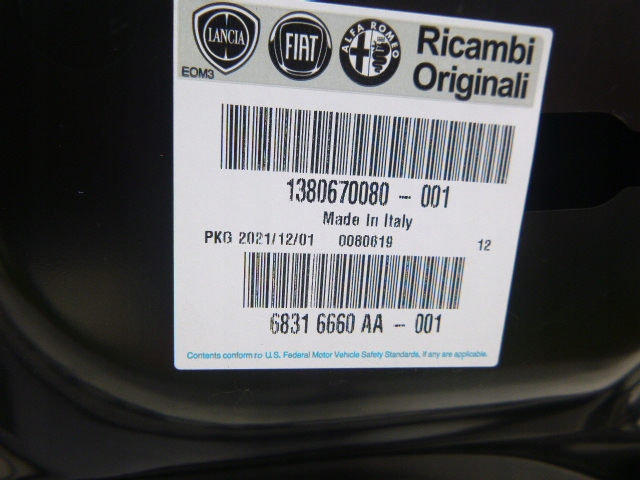 LANCIA FIAT ALFA ROMEO Ricambi
EOM3 Originali
1380670080 - 001
Made In Italy
PKG 2021/12/01 0080619 12
6831 6660 AA - 001
Contents conform to U.S. Federal Motor Vehicle Safety Standards, if any are applicable.